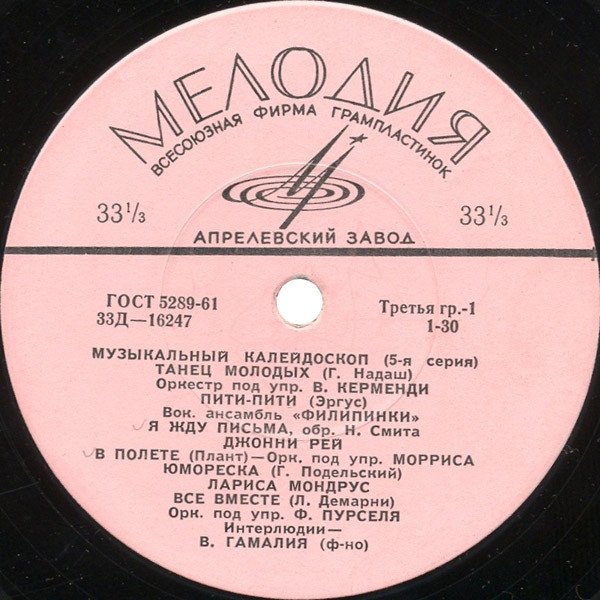 МЕЛОДИЯ
ВСЕСОЮЗНАЯ ФИРМА ГРАМПЛАСТИНОК
33⅓ 33⅓
АПРЕЛЕВСКИЙ ЗАВОД
ГОСТ 5289-61 Третья гр.-1
33Д—16247 1-30
МУЗЫКАЛЬНЫЙ КАЛЕЙДОСКОП (5-я серия)
ТАНЕЦ МОЛОДЫХ (Г. Надаш)
Оркестр под упр. В. КЕРМЕНДИ
ПИТИ-ПИТИ (Эргус)
Вок. ансамбль «ФИЛИПИНКИ»
Я ЖДУ ПИСЬМА, обр. Н. Смита
ДЖОННИ РЕЙ
В ПОЛЕТЕ (Плант)—Орк. под упр. МОРРИСА
ЮМОРЕСКА (Г. Подельский)
ЛАРИСА МОНДРУС
ВСЕ ВМЕСТЕ (Л. Демарни)
Орк. под упр. Ф. ПУРСЕЛЯ
Интерлюдии—
В. ГАМАЛИЯ (ф-но)